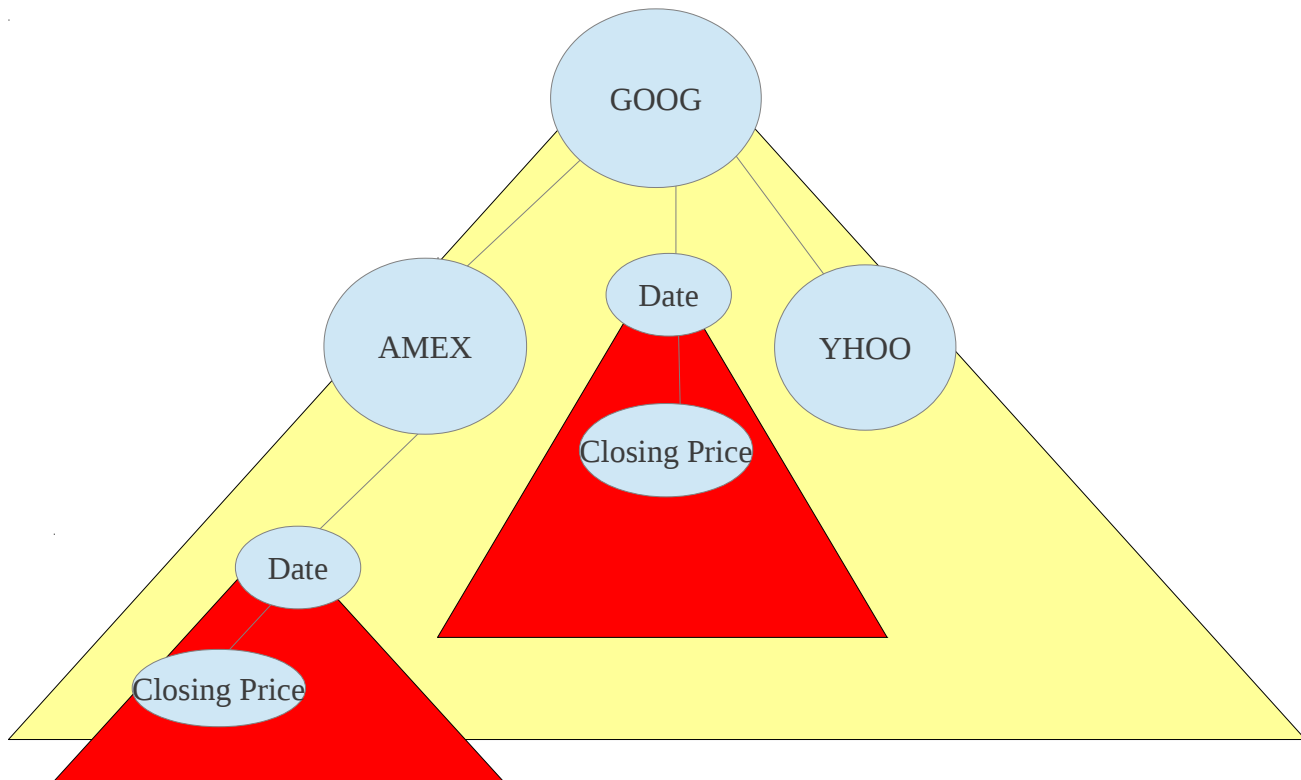 GOOG
AMEX
Date
YHOO
Closing Price
Date
Closing Price